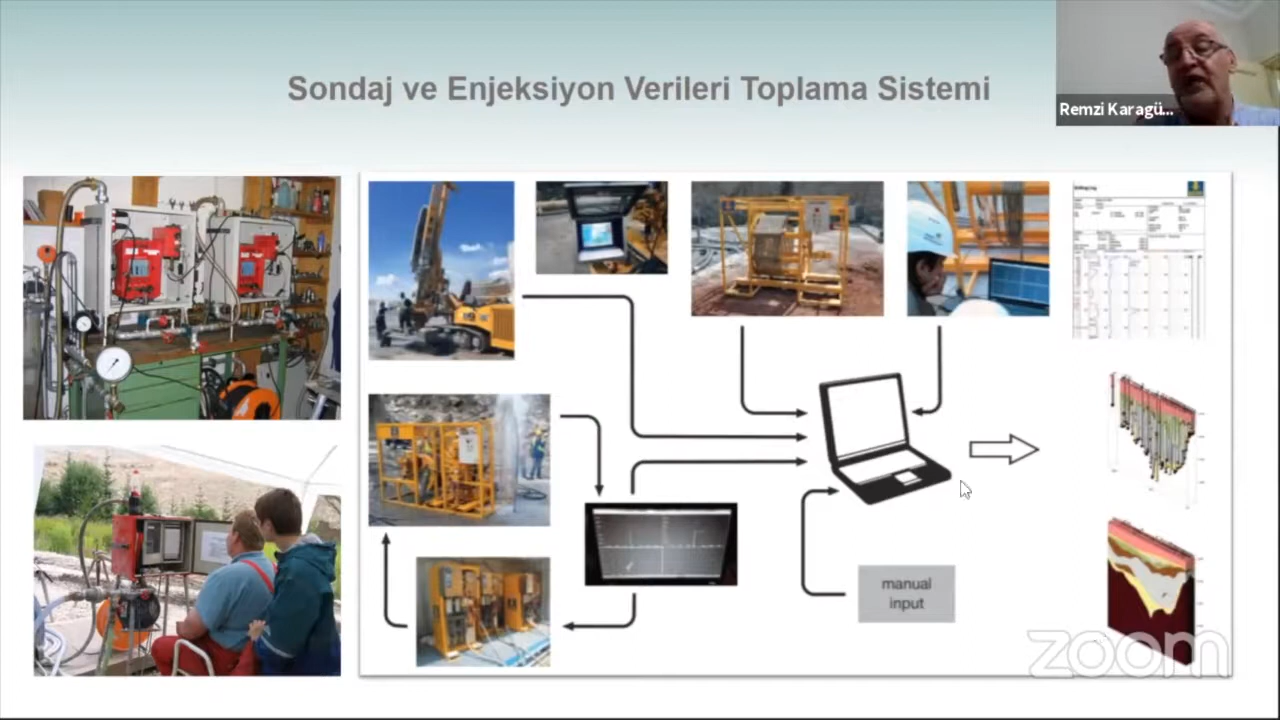 Sondaj ve Enjeksiyon Verileri Toplama Sistemi
Remzi Karagü...
manual
input
zoom